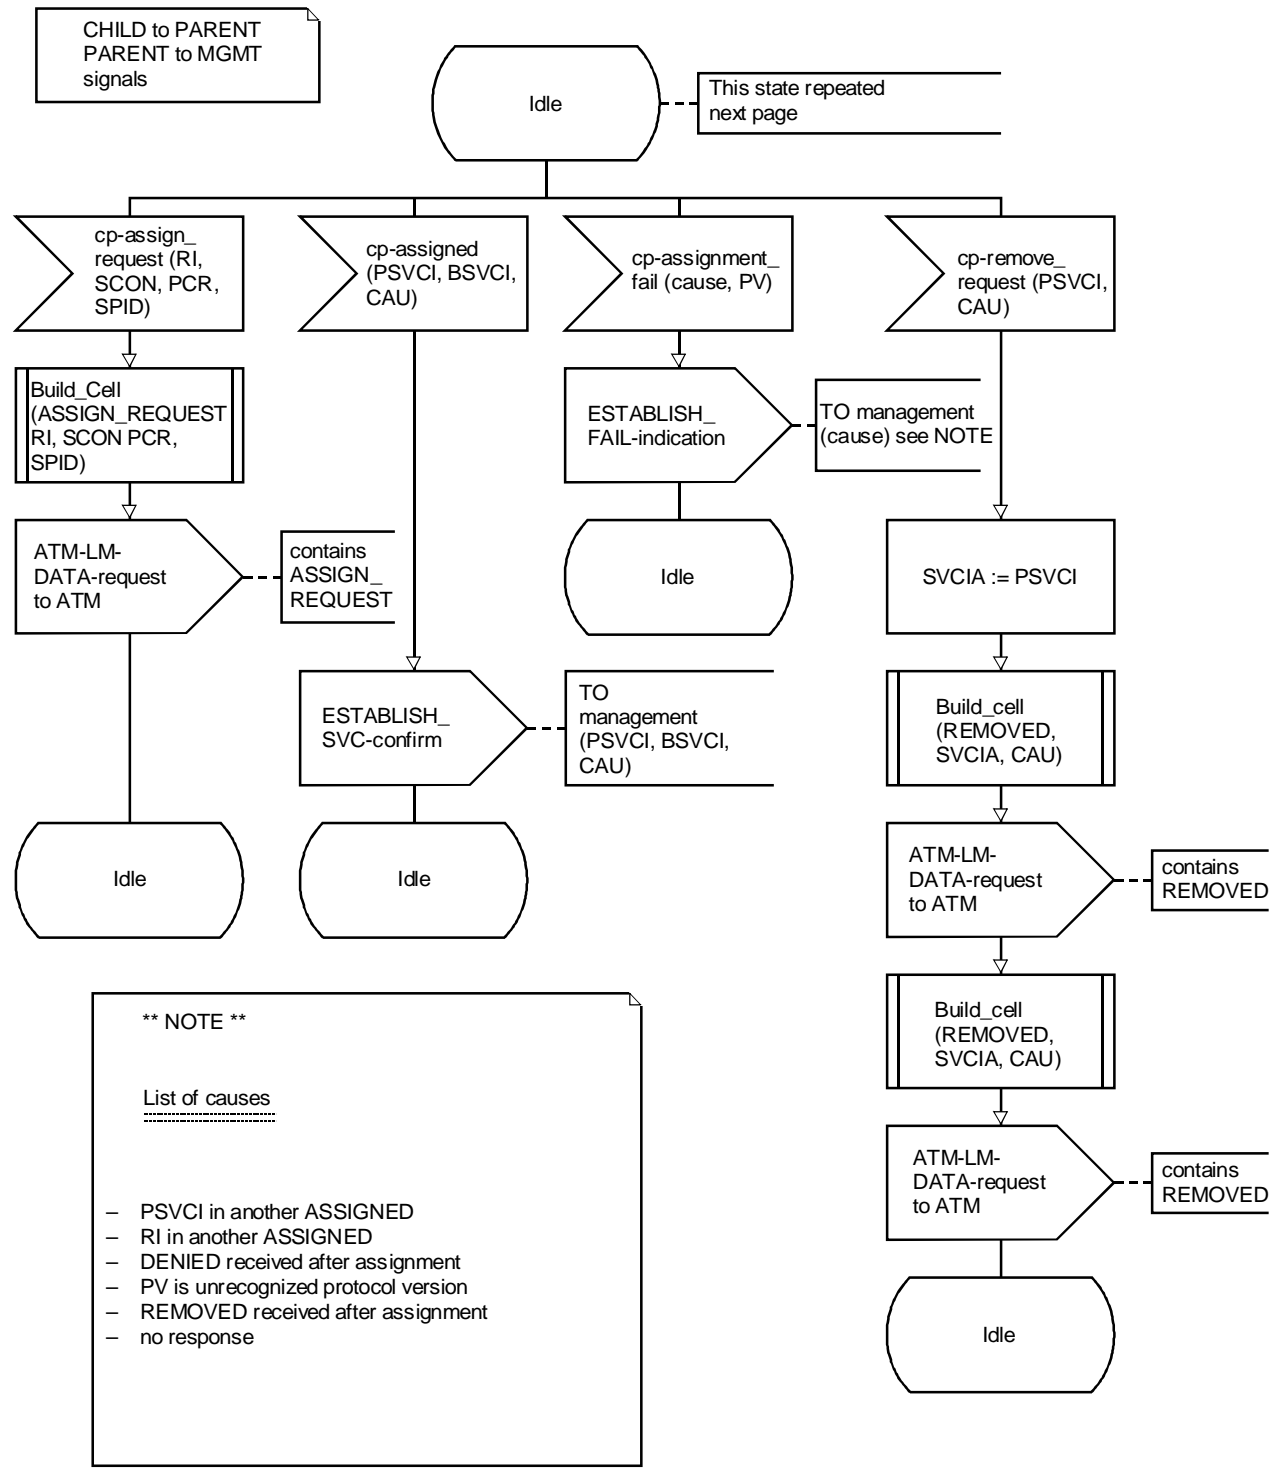 CHILD to PARENT
PARENT to MGMT
signals
Idle
This state repeated
next page
cp-assign_
request (RI,
SCON, PCR,
SPID)
cp-assigned
(PSVCI, BSVCI,
CAU)
cp-assignment_
fail (cause, PV)
cp-remove_
request (PSVCI,
CAU)
Build_Cell
(ASSIGN_REQUEST
RI, SCON PCR,
SPID)
ESTABLISH_
FAIL-indication
TO management
(cause) see NOTE
ATM-LM-
DATA-request
to ATM
contains
ASSIGN_
REQUEST
Idle
SVCIA := PSVCI
ESTABLISH_
SVC-confirm
TO
management
(PSVCI, BSVCI,
CAU)
Build_cell
(REMOVED,
SVCIA, CAU)
Idle
Idle
ATM-LM-
DATA-request
to ATM
contains
REMOVED
Build_cell
(REMOVED,
SVCIA, CAU)
ATM-LM-
DATA-request
to ATM
contains
REMOVED
Idle
** NOTE **
List of causes
– PSVCI in another ASSIGNED
– RI in another ASSIGNED
– DENIED received after assignment
– PV is unrecognized protocol version
– REMOVED received after assignment
– no response